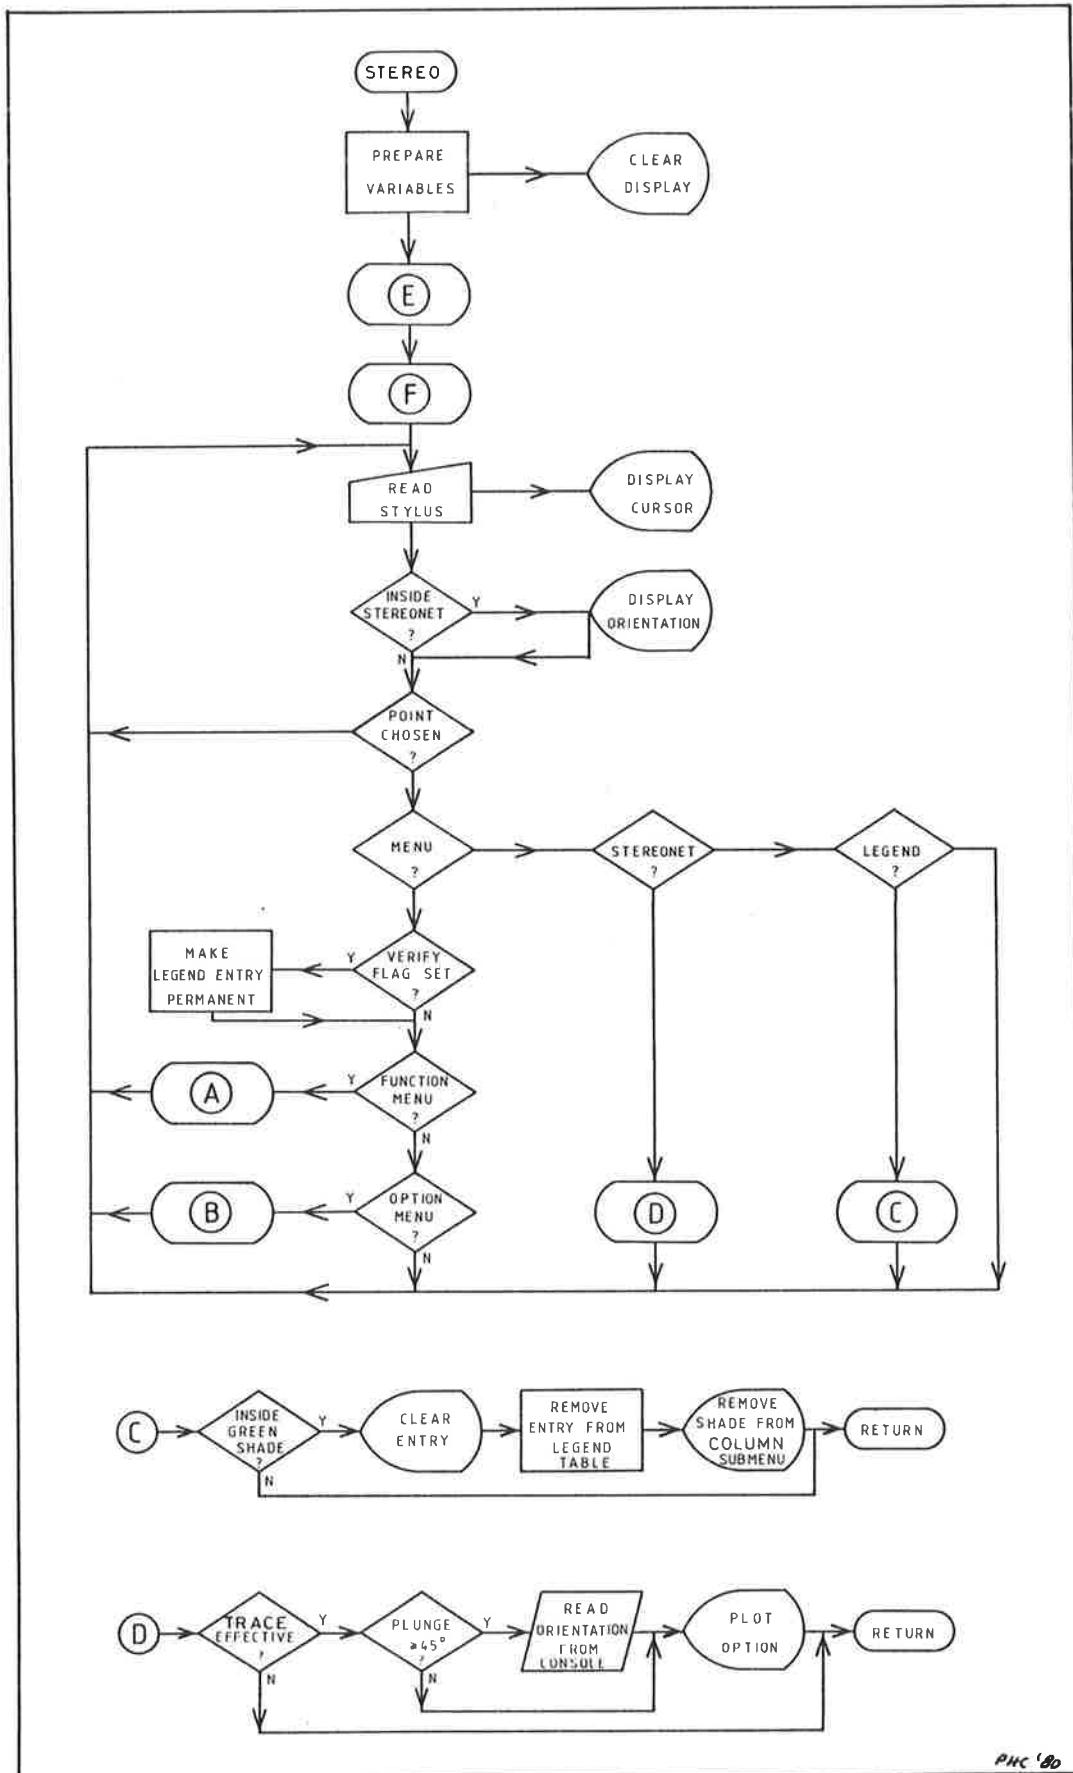 STEREO
PREPARE
VARIABLES
CLEAR
DISPLAY
E
F
READ
STYLUS
DISPLAY
CURSOR
INSIDE
STEREONET
?
Y
N
DISPLAY
ORIENTATION
POINT
CHOSEN
?
MENU
?
STEREONET
?
LEGEND
?
VERIFY
FLAG SET
?
Y
N
MAKE
LEGEND ENTRY
PERMANENT
FUNCTION
MENU
?
Y
N
A
OPTION
MENU
?
Y
N
B
D
C
C
INSIDE
GREEN
SHADE
?
Y
N
CLEAR
ENTRY
REMOVE
ENTRY FROM
LEGEND
TABLE
REMOVE
SHADE FROM
COLUMN
SUBMENU
RETURN
D
TRACE
EFFECTIVE
?
Y
N
PLUNGE
≥45°
?
Y
N
READ
ORIENTATION
FROM
CONSOLE
PLOT
OPTION
RETURN
PHC '80